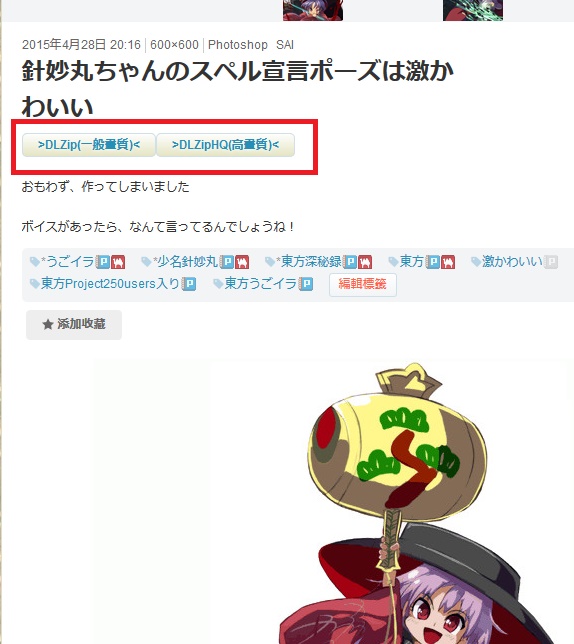 2015年4月28日 20:16 | 600×600 | Photoshop SAI
針妙丸ちゃんのスペル宣言ポーズは激か
わいい
>DLZip(一般畫質)< >DLZipHQ(高畫質)<
おもわず、作ってしまいました
ボイスがあったら、なんて言ってるんでしょうね！
*うごイラ P *少名針妙丸 P *東方深秘録 P 東方 P 激かわいい P
東方Project250users入り P 東方うごイラ P 編輯標籤
★ 添加收藏